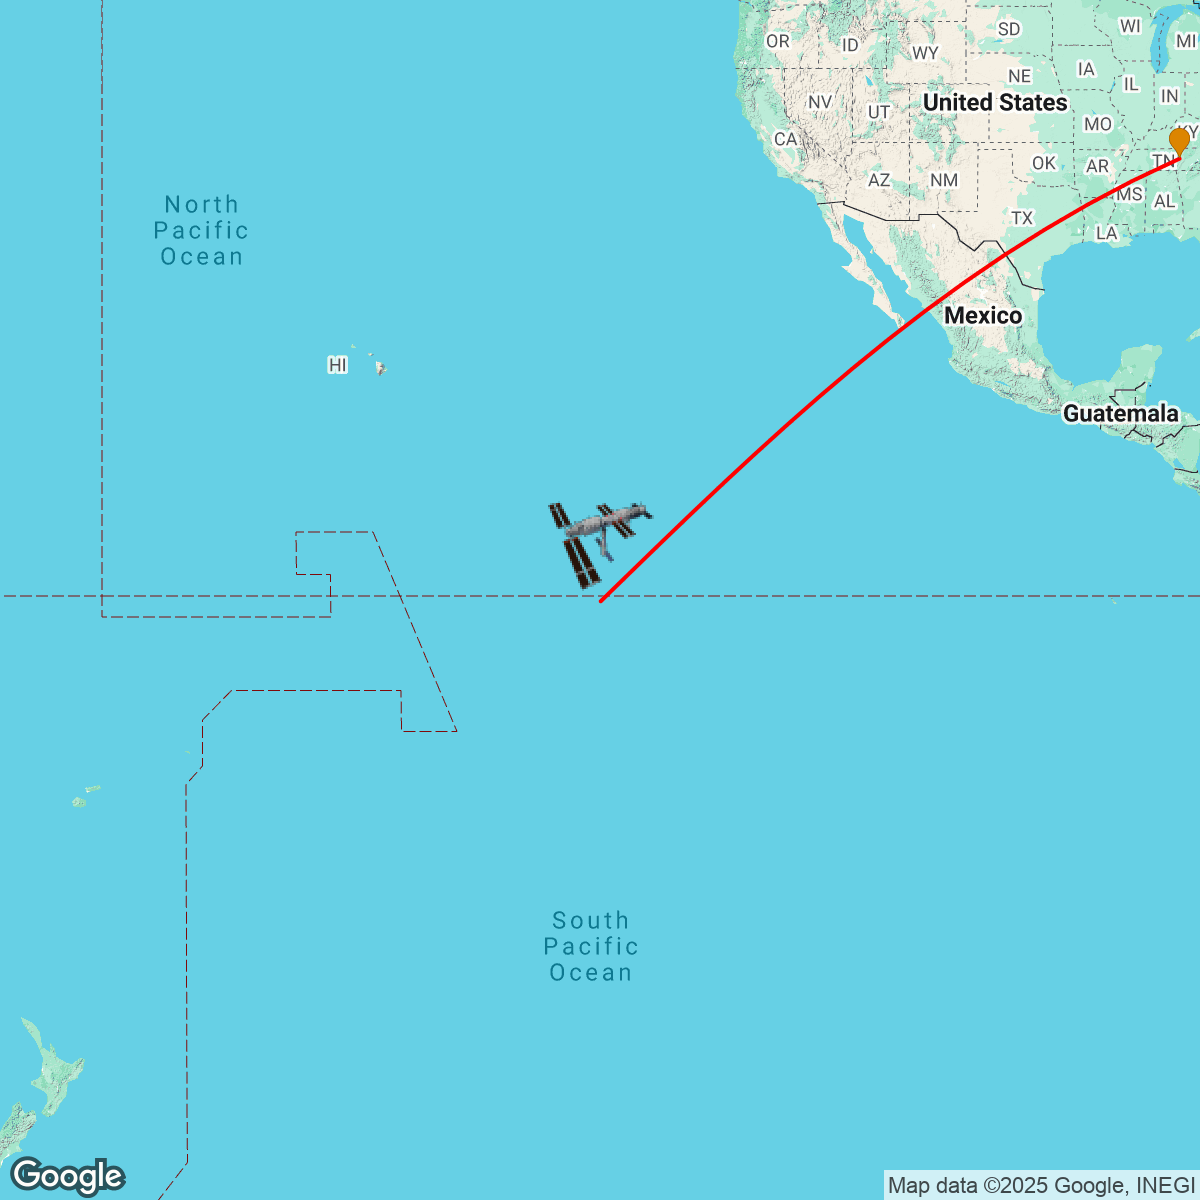 OR
ID
WY
SD
WI
MI
NE
IA
IL
IN
NV
UT
United States
MO
KY
CA
AZ
NM
OK
AR
TN
MS
AL
TX
LA
North
Pacific
Ocean
Mexico
HI
Guatemala
South
Pacific
Ocean
Google
Map data ©2025 Google, INEGI